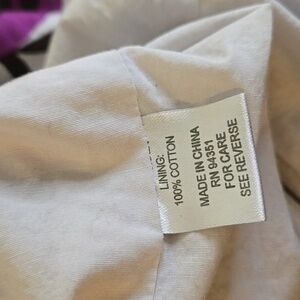 LINING:
100% COTTON
MADE IN CHINA
RN 94351
FOR CARE
SEE REVERSE